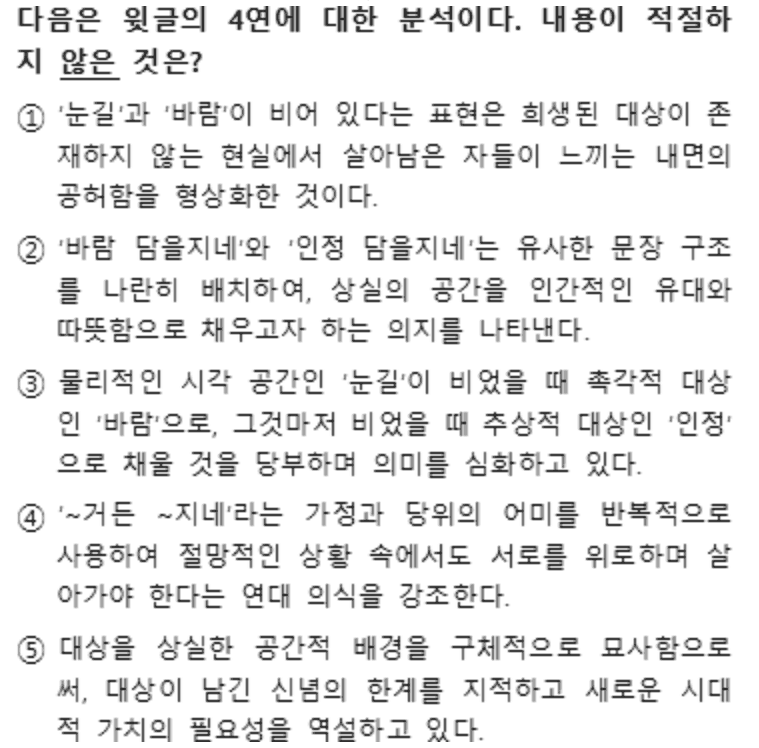 다음은 윗글의 4연에 대한 분석이다. 내용이 적절하
지 않은 것은?
① '눈길'과 '바람'이 비어 있다는 표현은 희생된 대상이 존
재하지 않는 현실에서 살아남은 자들이 느끼는 내면의
공허함을 형상화한 것이다.
② '바람 담을지네'와 '인정 담을지네'는 유사한 문장 구조
를 나란히 배치하여, 상실의 공간을 인간적인 유대와
따뜻함으로 채우고자 하는 의지를 나타낸다.
③ 물리적인 시각 공간인 '눈길'이 비었을 때 촉각적 대상
인 '바람'으로, 그것마저 비었을 때 추상적 대상인 '인정'
으로 채울 것을 당부하며 의미를 심화하고 있다.
④ '~거든 ~지네'라는 가정과 당위의 어미를 반복적으로
사용하여 절망적인 상황 속에서도 서로를 위로하며 살
아가야 한다는 연대 의식을 강조한다.
⑤ 대상을 상실한 공간적 배경을 구체적으로 묘사함으로
써, 대상이 남긴 신념의 한계를 지적하고 새로운 시대
적 가치의 필요성을 역설하고 있다.